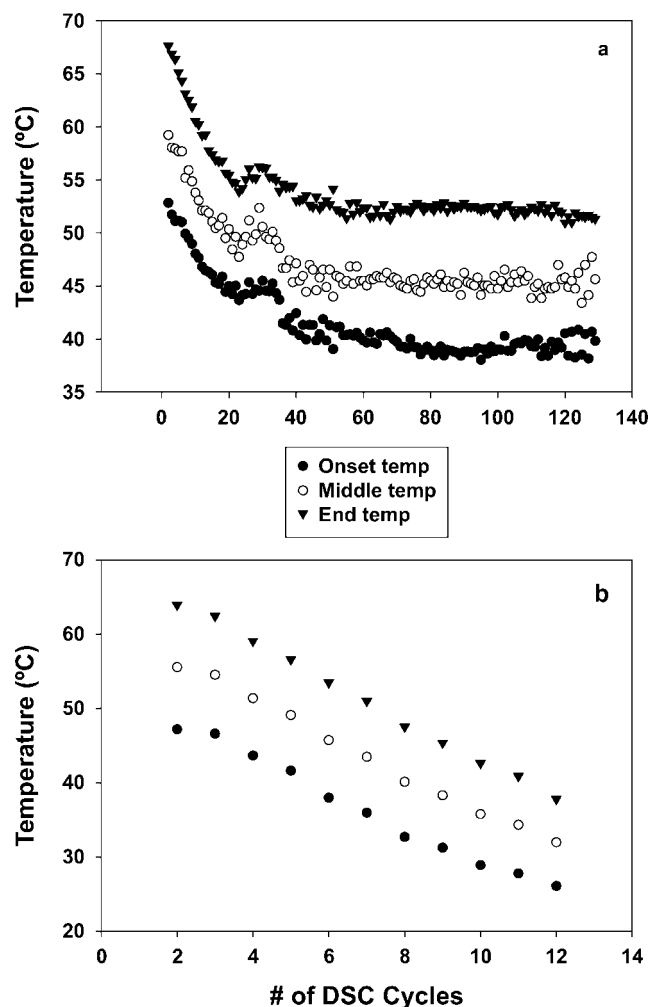 a
Temperature (ºC)
70
65
60
55
50
45
40
35
0 20 40 60 80 100 120 140
Onset temp
Middle temp
End temp
b
Temperature (ºC)
70
60
50
40
30
20
0 2 4 6 8 10 12 14
# of DSC Cycles